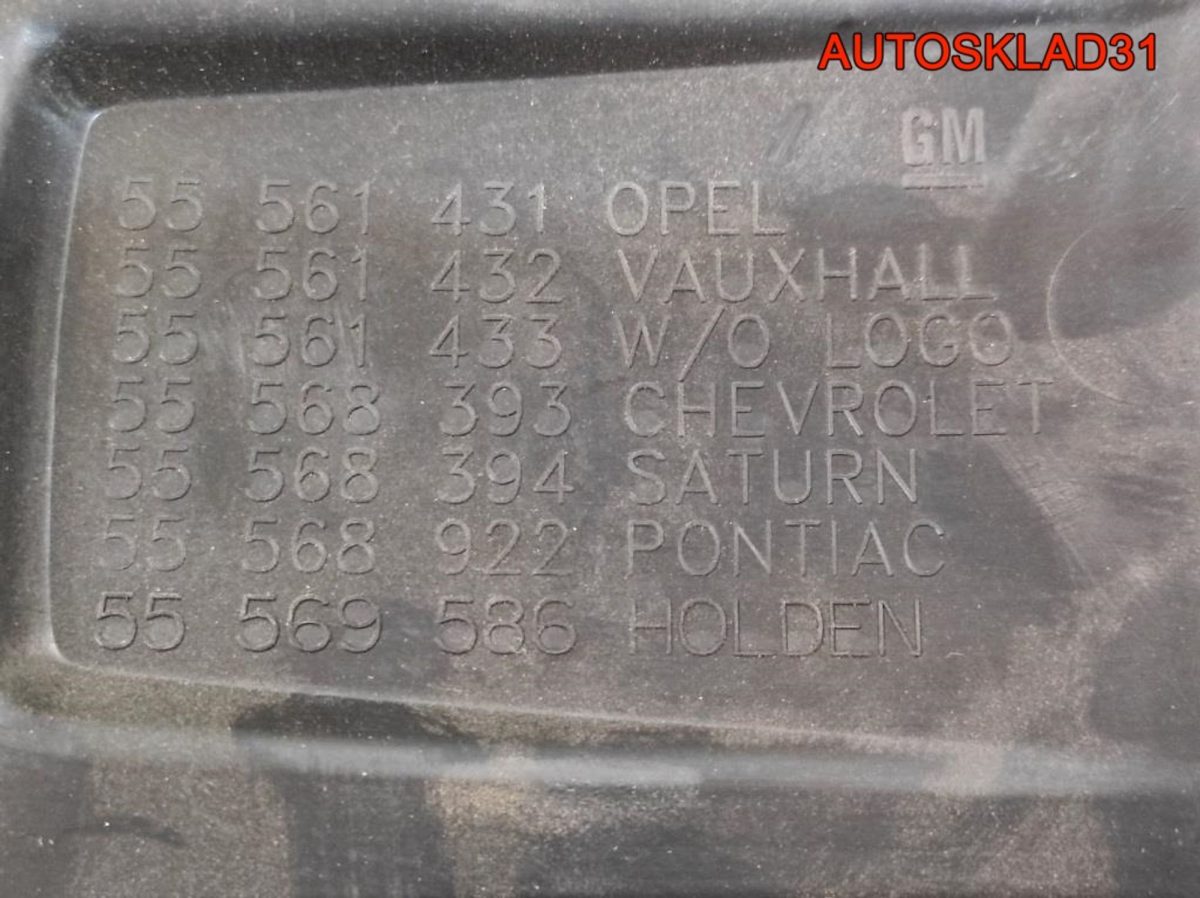 AUTOSKLAD31
GM
55 561 431 OPEL
55 561 432 VAUXHALL
55 561 433 W/O LOGO
55 568 393 CHEVROLET
55 568 394 SATURN
55 568 922 PONTIAC
55 569 586 HOLDEN